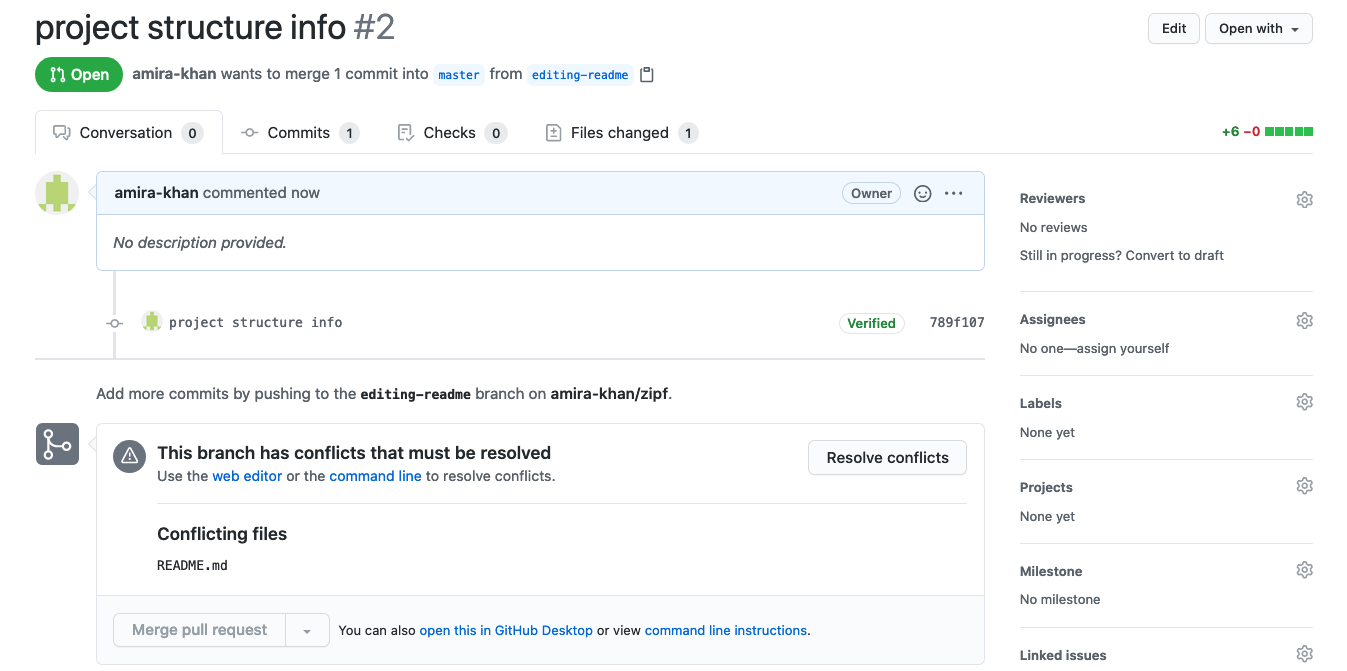 project structure info #2
Edit
Open with
Open
amira-khan wants to merge 1 commit into master from editing-readme
Conversation 0
Commits 1
Checks 0
Files changed 1
+6 −0
amira-khan commented now
Owner
No description provided.
project structure info
Verified
789f107
Add more commits by pushing to the editing-readme branch on amira-khan/zipf.
This branch has conflicts that must be resolved
Use the web editor or the command line to resolve conflicts.
Resolve conflicts
Conflicting files
README.md
Merge pull request
You can also open this in GitHub Desktop or view command line instructions.
Reviewers
No reviews
Still in progress? Convert to draft
Assignees
No one—assign yourself
Labels
None yet
Projects
None yet
Milestone
No milestone
Linked issues